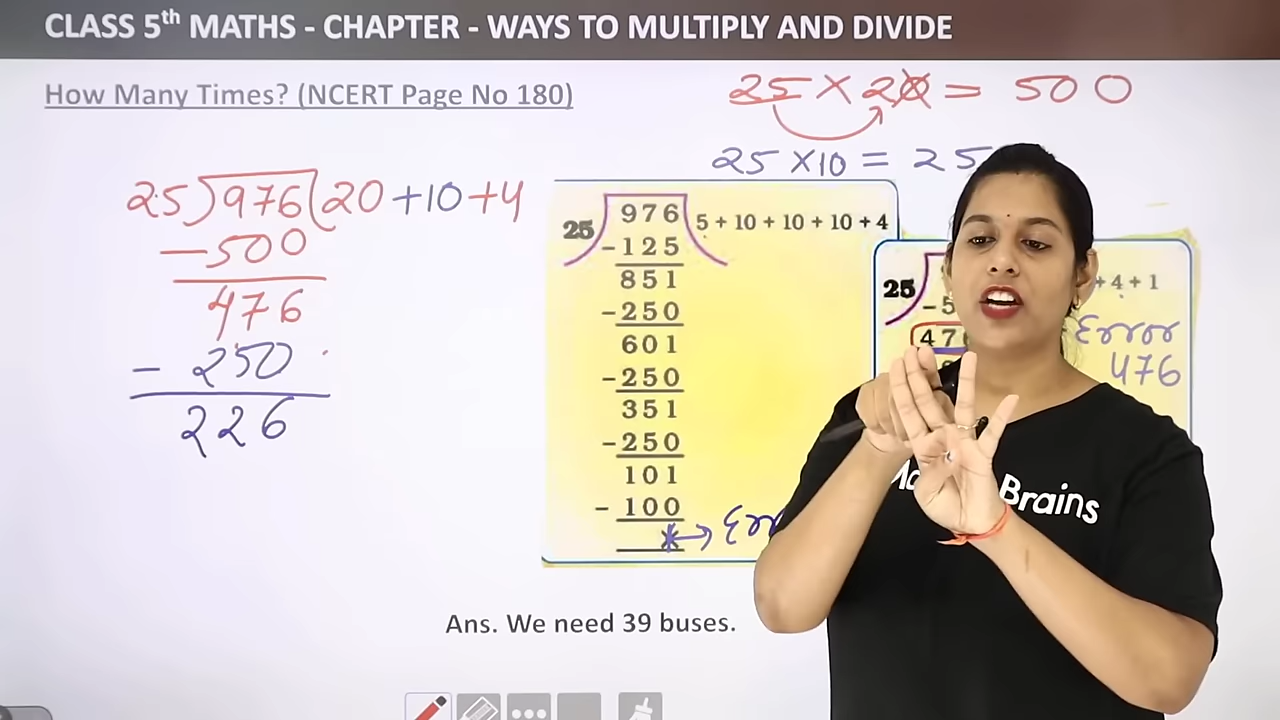 CLASS 5th MATHS - CHAPTER - WAYS TO MULTIPLY AND DIVIDE
How Many Times? (NCERT Page No 180)
25 × 20 = 500
25 × 10 = 25
25)976(20 + 10 + 4
- 500
476
- 250
226
25)976( 5 + 10 + 10 + 10 + 4
- 125
851
- 250
601
- 250
351
- 250
101
- 100
25 + 4 + 1
- 5
47
Error
476
Brains
Ans. We need 39 buses.